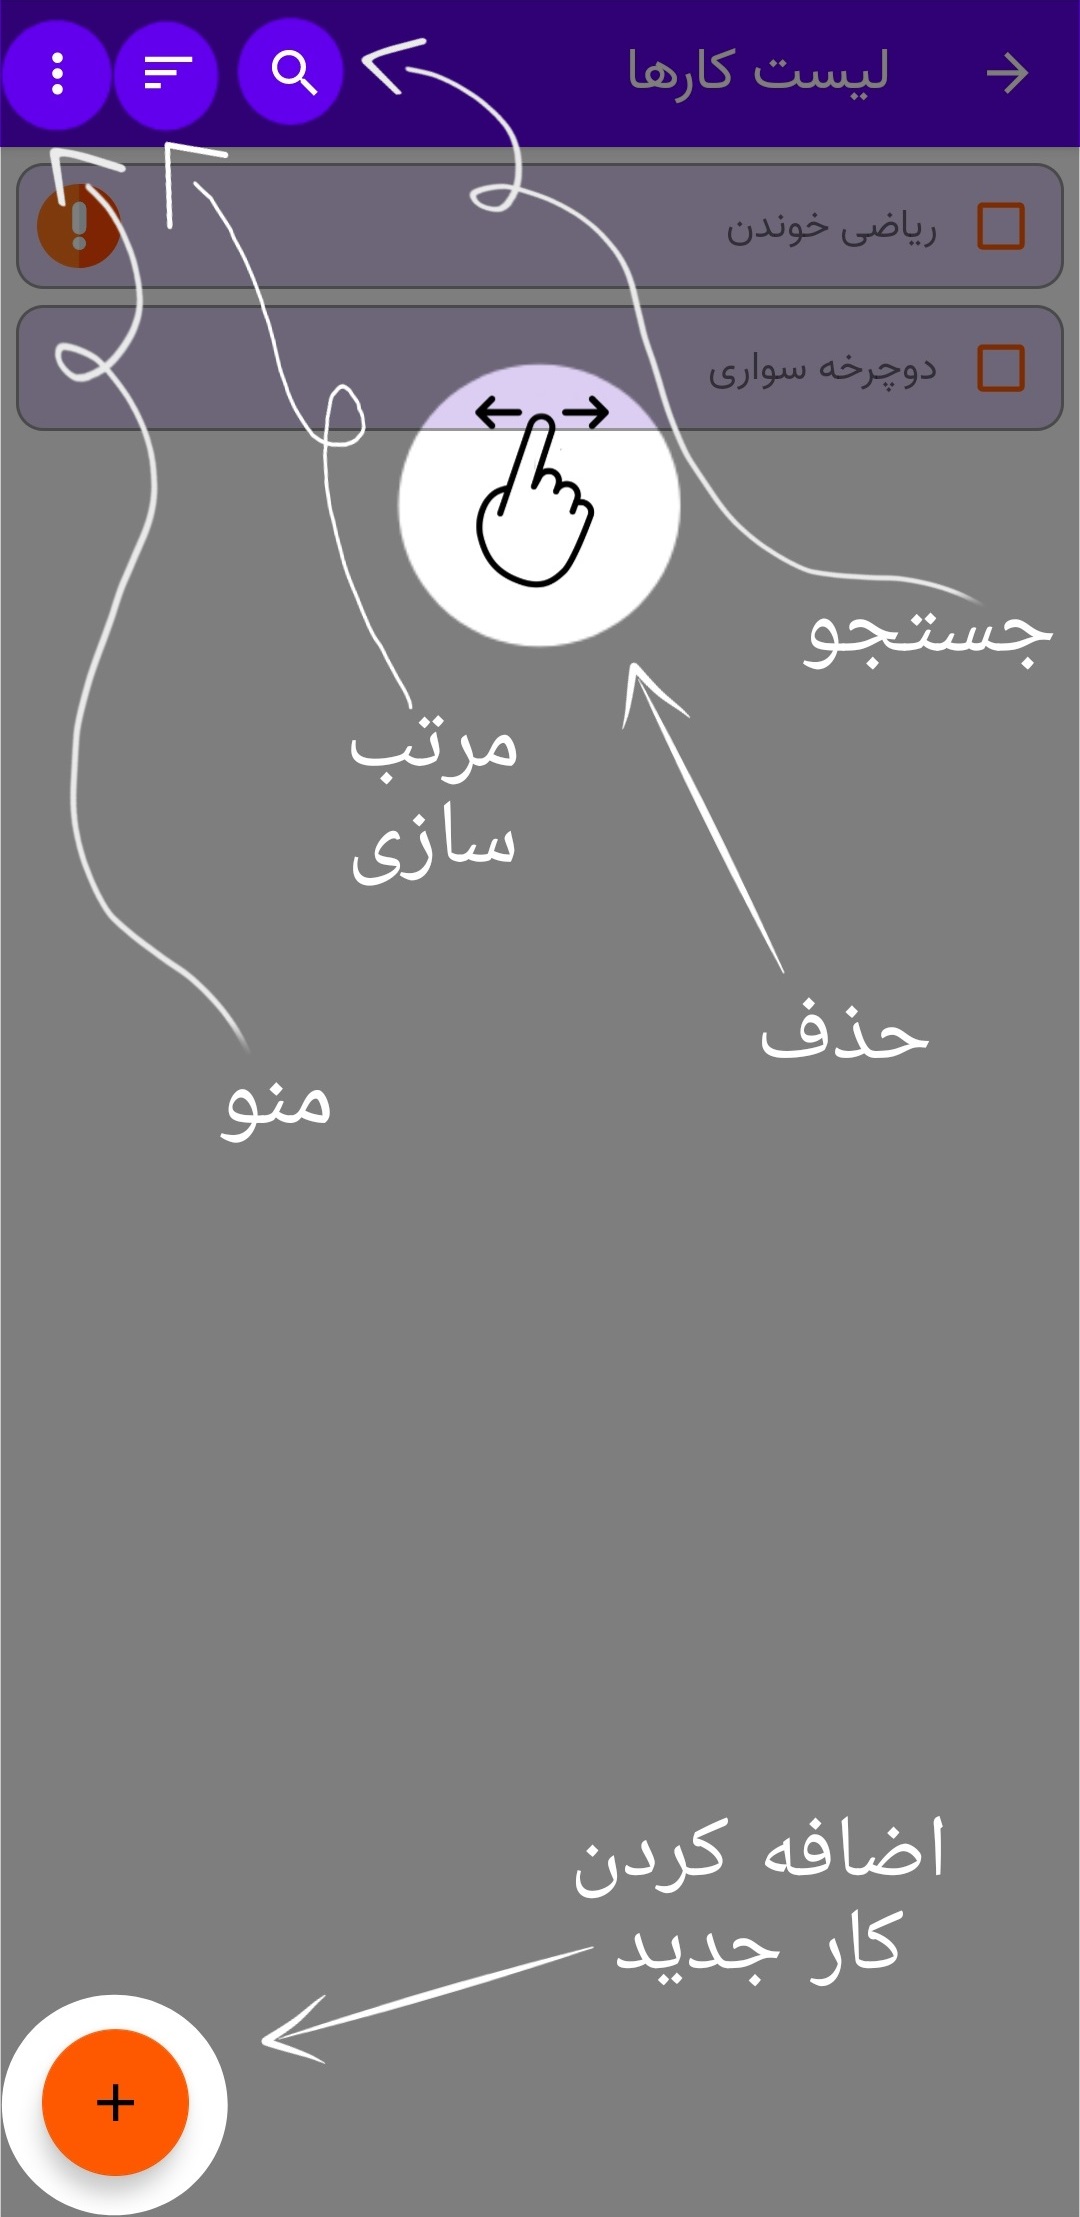 لیست کارها
ریاضی خوندن
دوچرخه سواری
جستجو
مرتب
سازی
حذف
منو
اضافه کردن
کار جدید